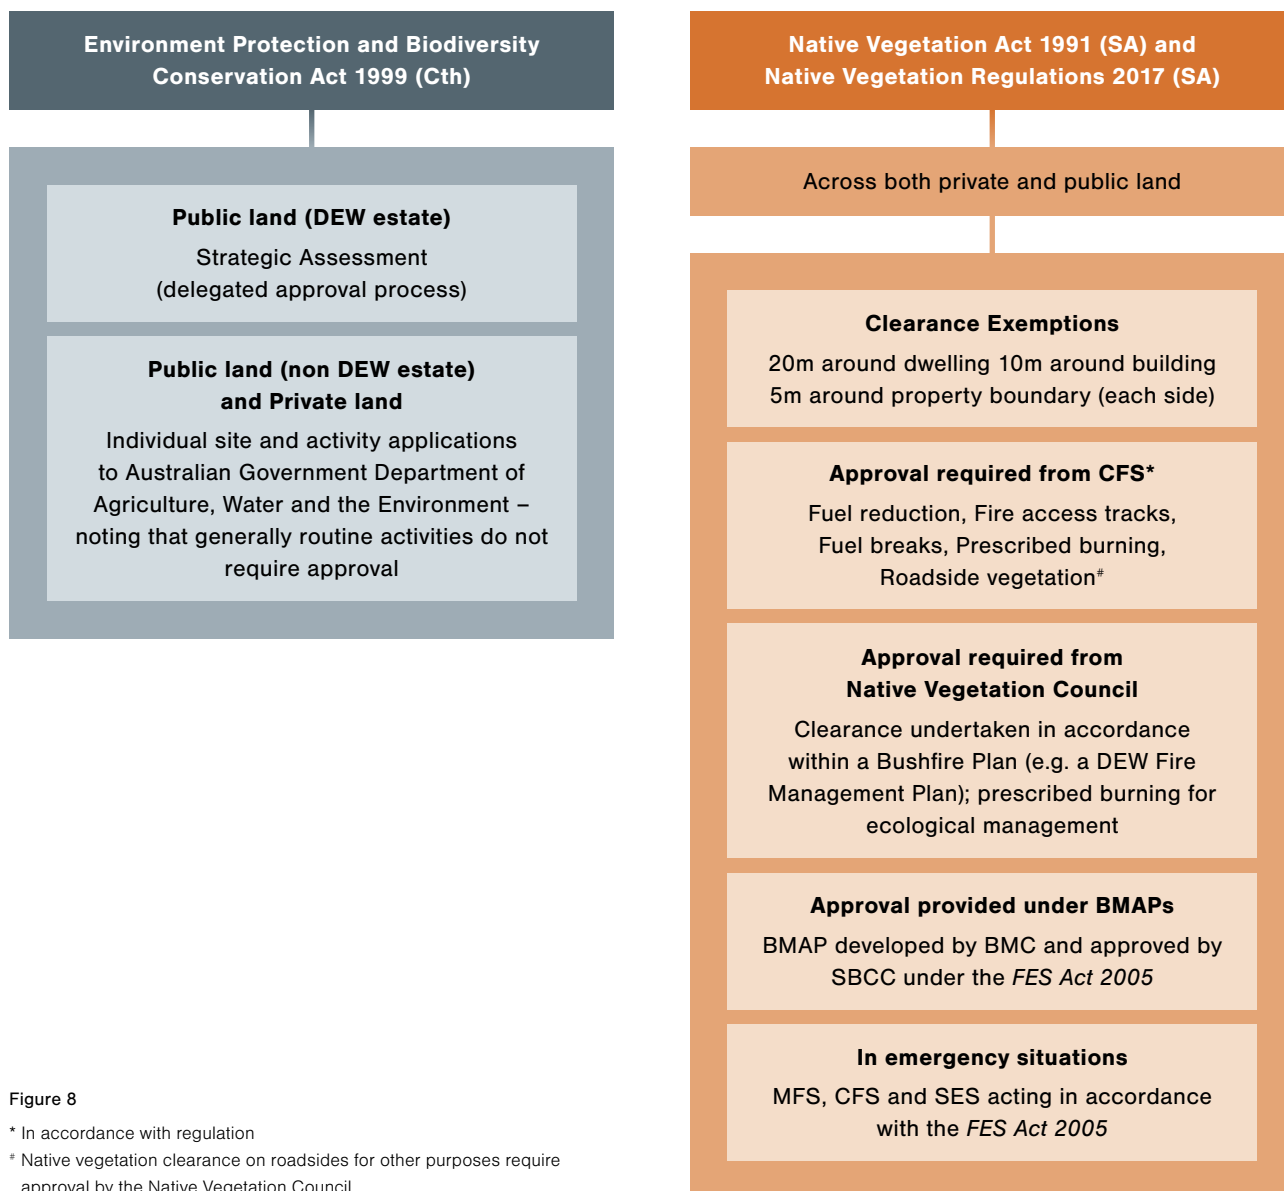 Environment Protection and Biodiversity
Conservation Act 1999 (Cth)
Public land (DEW estate)
Strategic Assessment
(delegated approval process)
Public land (non DEW estate)
and Private land
Individual site and activity applications
to Australian Government Department of
Agriculture, Water and the Environment –
noting that generally routine activities do not
require approval
Native Vegetation Act 1991 (SA) and
Native Vegetation Regulations 2017 (SA)
Across both private and public land
Clearance Exemptions
20m around dwelling 10m around building
5m around property boundary (each side)
Approval required from CFS*
Fuel reduction, Fire access tracks,
Fuel breaks, Prescribed burning,
Roadside vegetation#
Approval required from
Native Vegetation Council
Clearance undertaken in accordance
within a Bushfire Plan (e.g. a DEW Fire
Management Plan); prescribed burning for
ecological management
Approval provided under BMAPs
BMAP developed by BMC and approved by
SBCC under the FES Act 2005
In emergency situations
MFS, CFS and SES acting in accordance
with the FES Act 2005
Figure 8
* In accordance with regulation
# Native vegetation clearance on roadsides for other purposes require
approval by the Native Vegetation Council